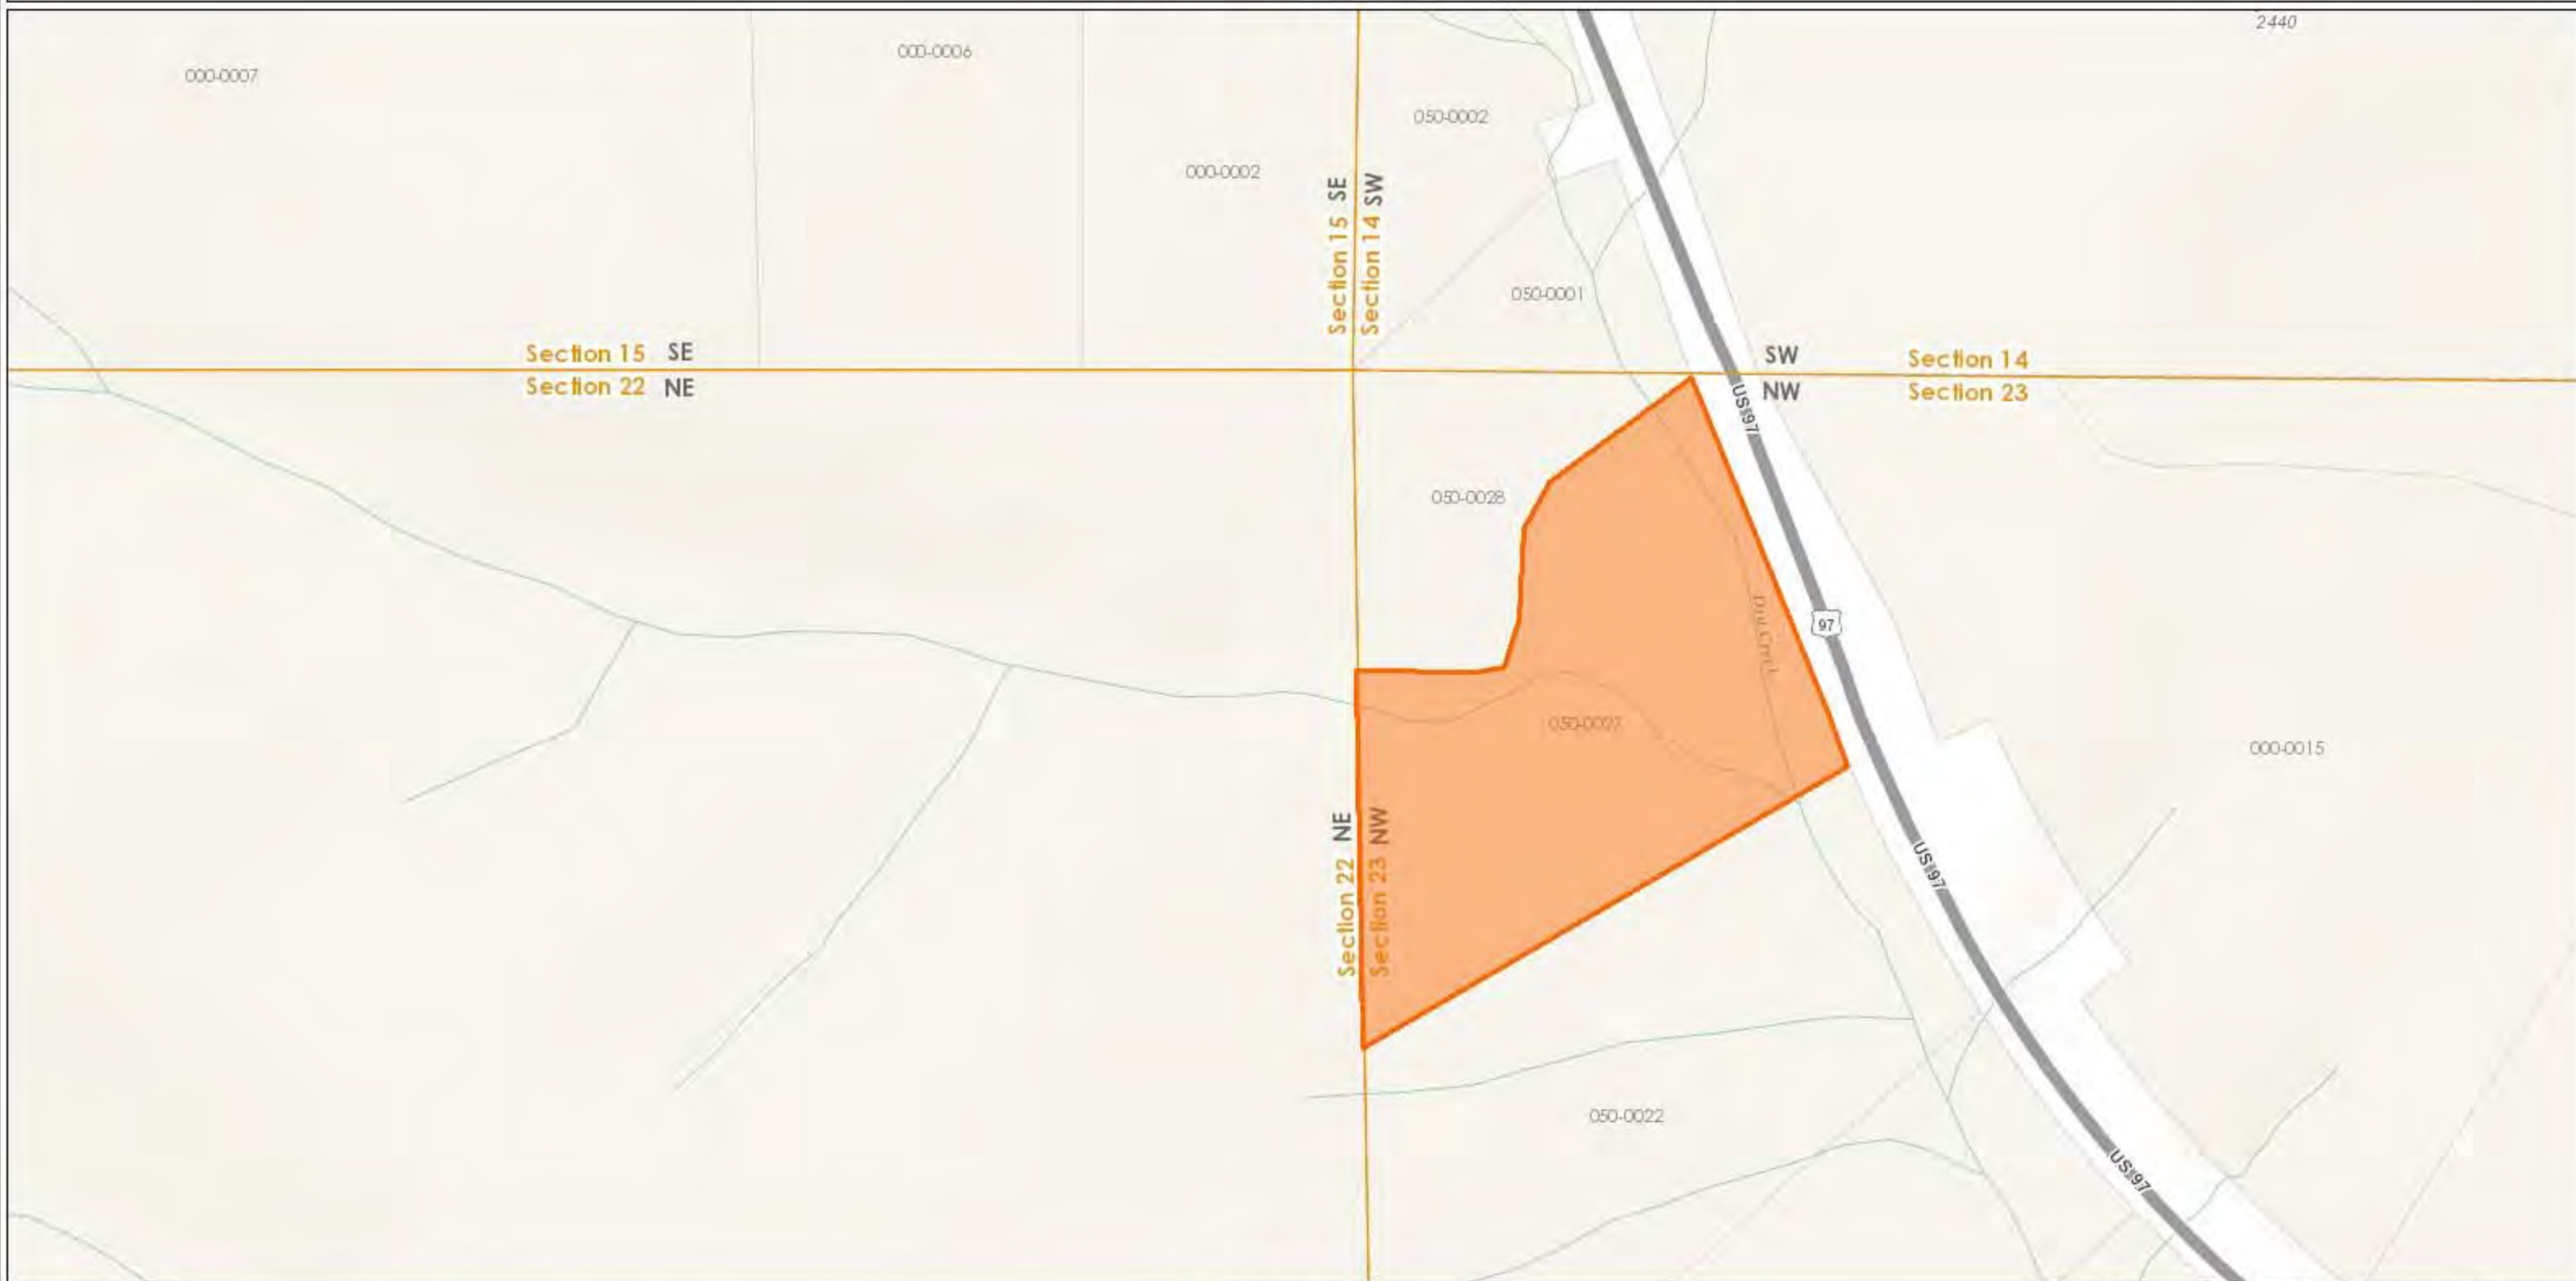 2440
000-0006
000-0007
050-0002
000-0002
Section 15 SE
Section 14 SW
050-0001
Section 15 SE
SW Section 14
Section 22 NE
NW Section 23
US 97
050-0028
97
Dry Creek
050-0027
000-0015
Section 22 NE
Section 23 NW
US 97
050-0022
US 97